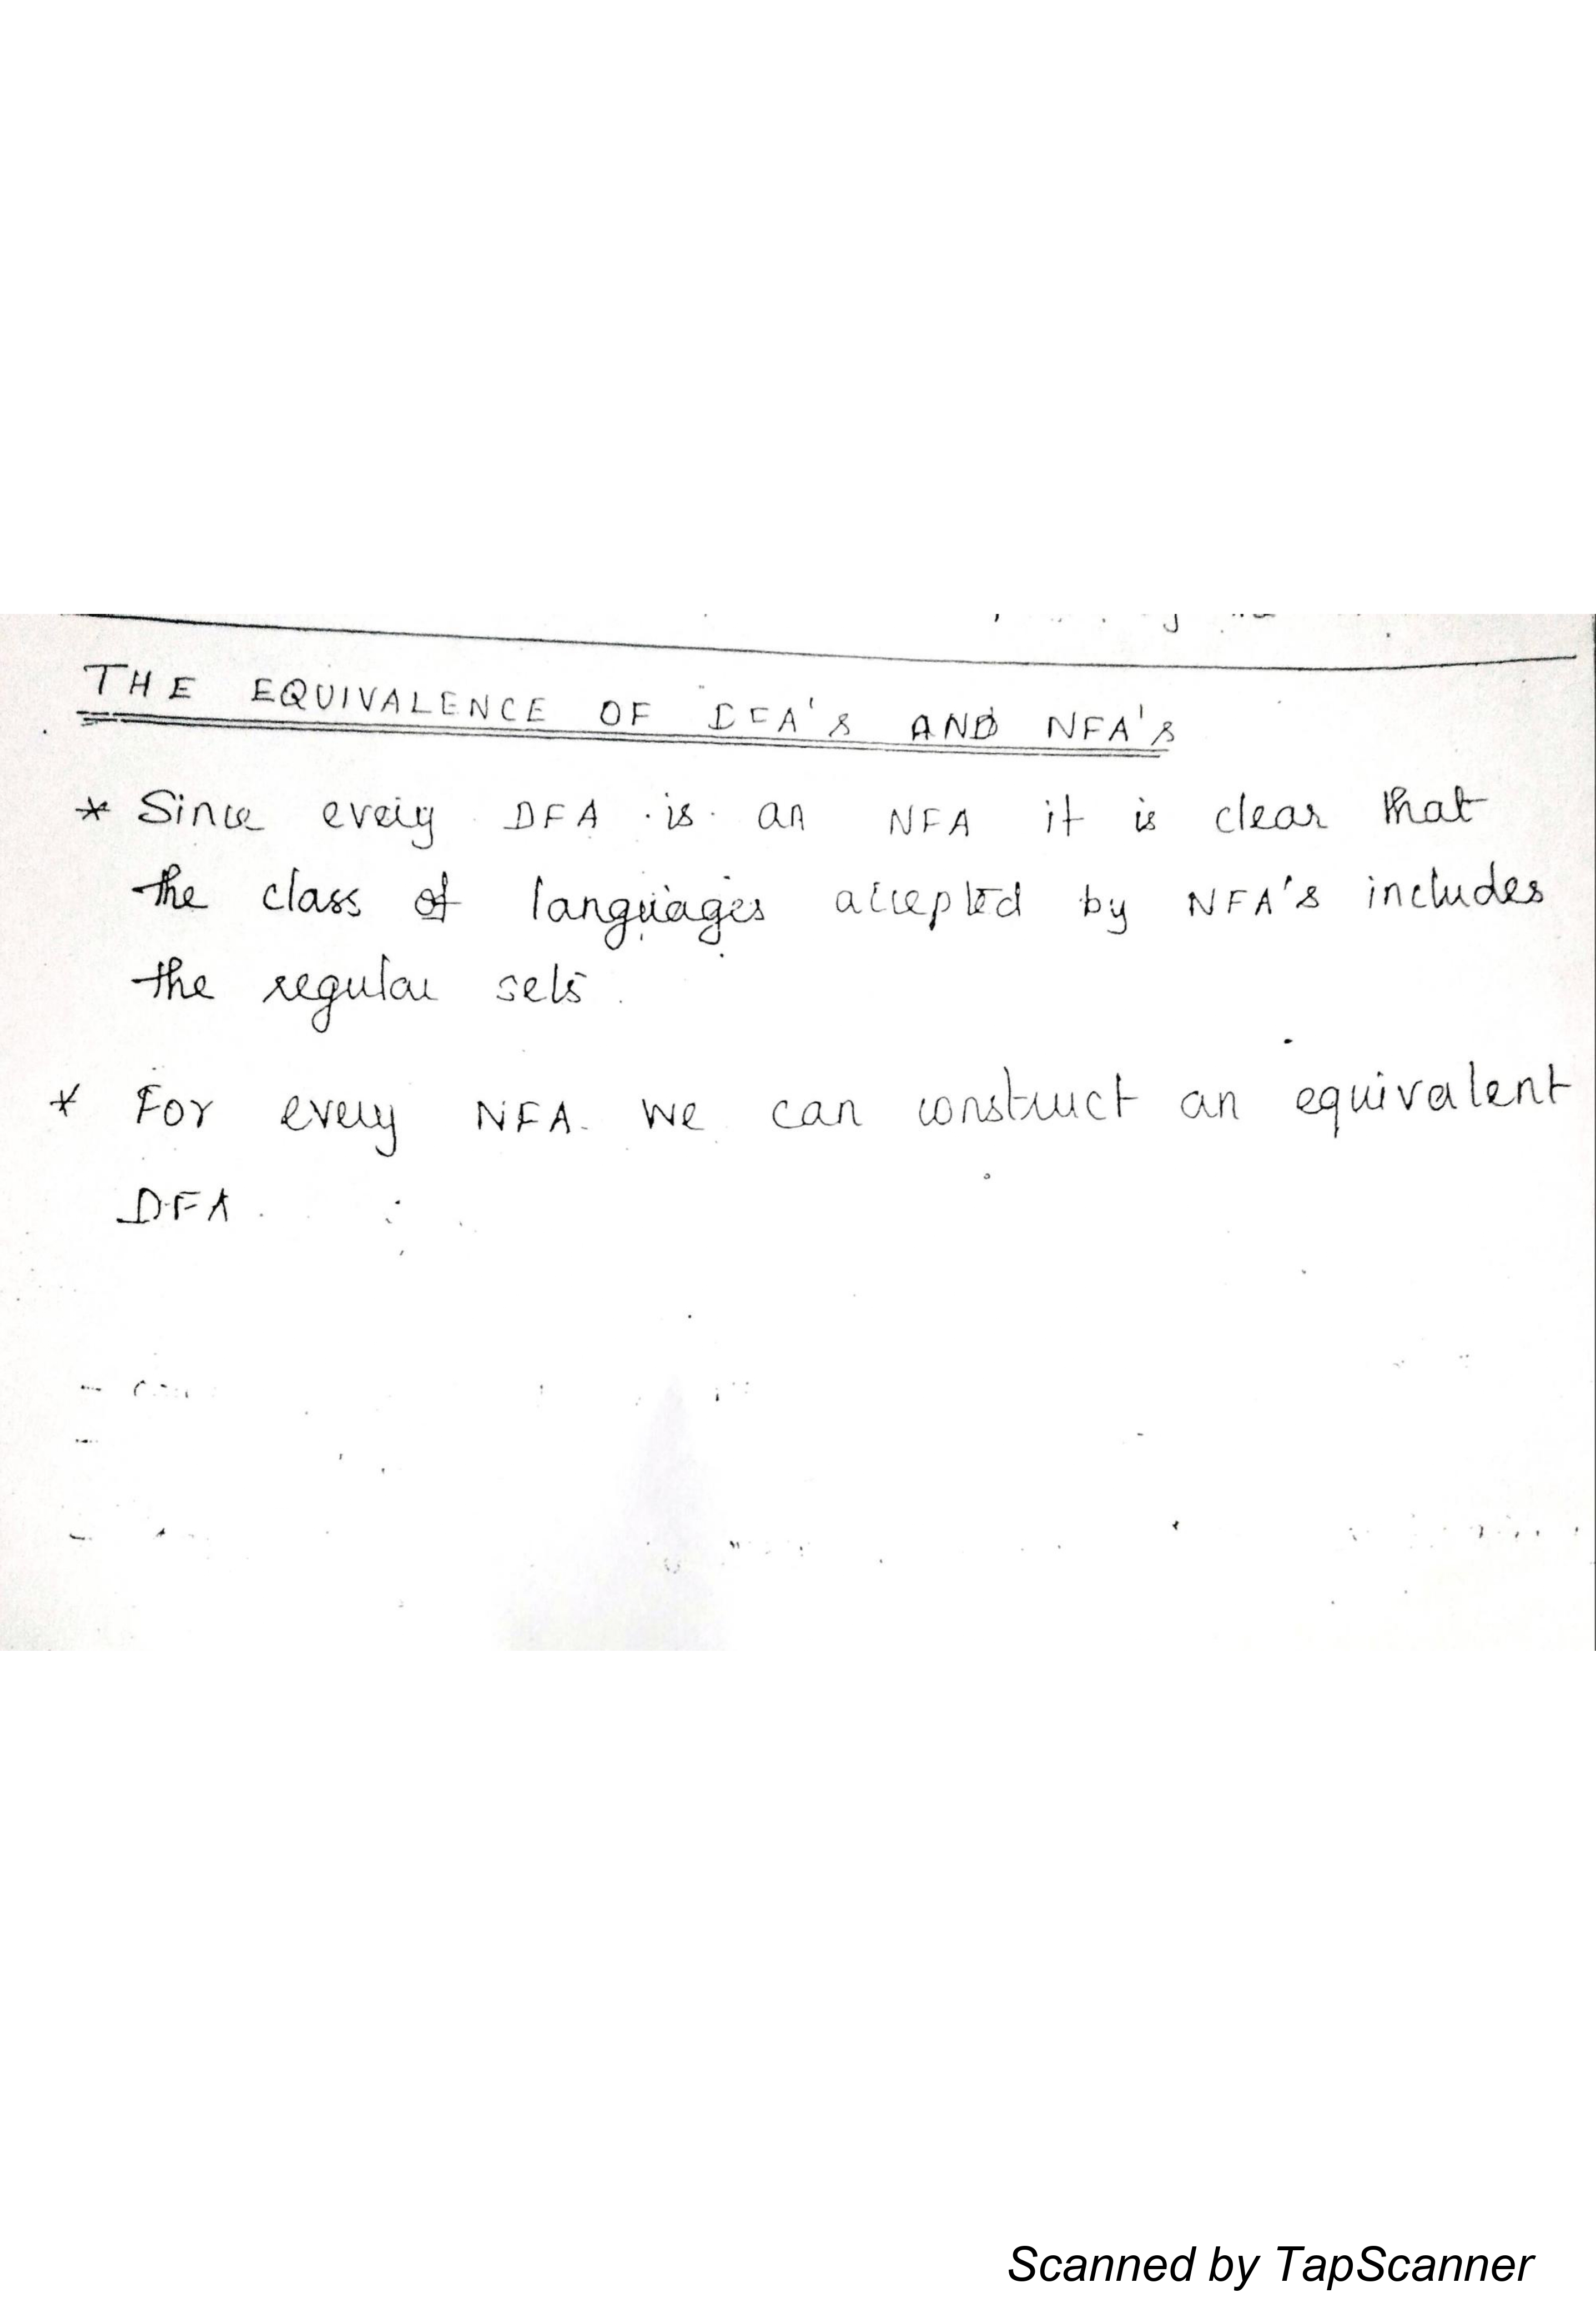 THE EQUIVALENCE OF DFA's AND NFA's
* Since every DFA is an NFA it is clear that
the class of languages accepted by NFA's includes
the regular sets.
* For every NFA we can construct an equivalent
DFA.
Scanned by TapScanner